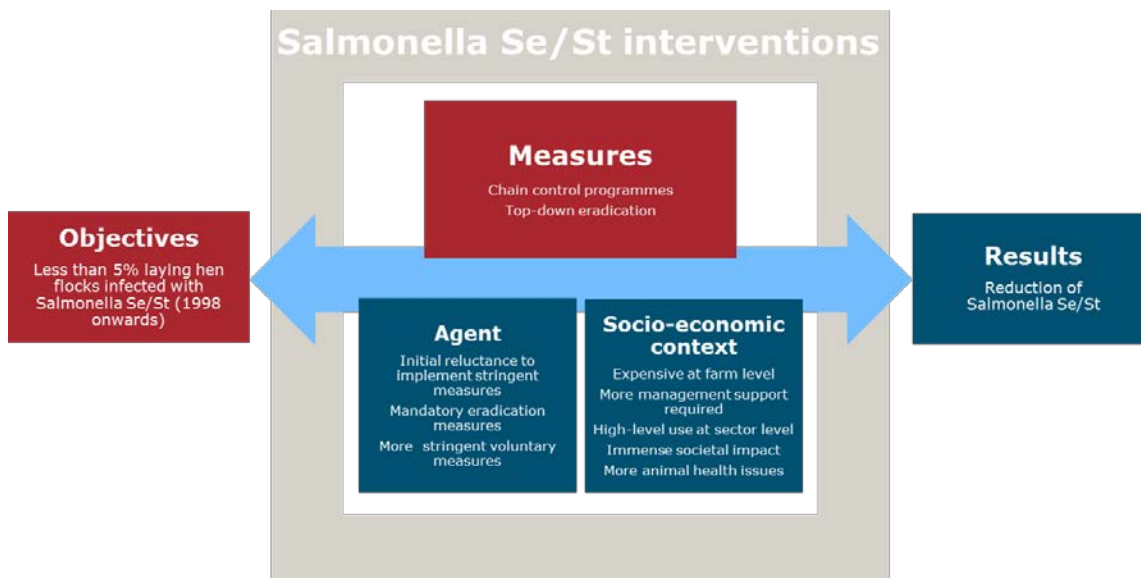 Salmonella Se/St interventions
Measures
Chain control programmes
Top-down eradication
Objectives
Less than 5% laying hen
flocks infected with
Salmonella Se/St (1998
onwards)
Results
Reduction of
Salmonella Se/St
Agent
Initial reluctance to
implement stringent
measures
Mandatory eradication
measures
More stringent voluntary
measures
Socio-economic
context
Expensive at farm level
More management support
required
High-level use at sector level
Immense societal impact
More animal health issues